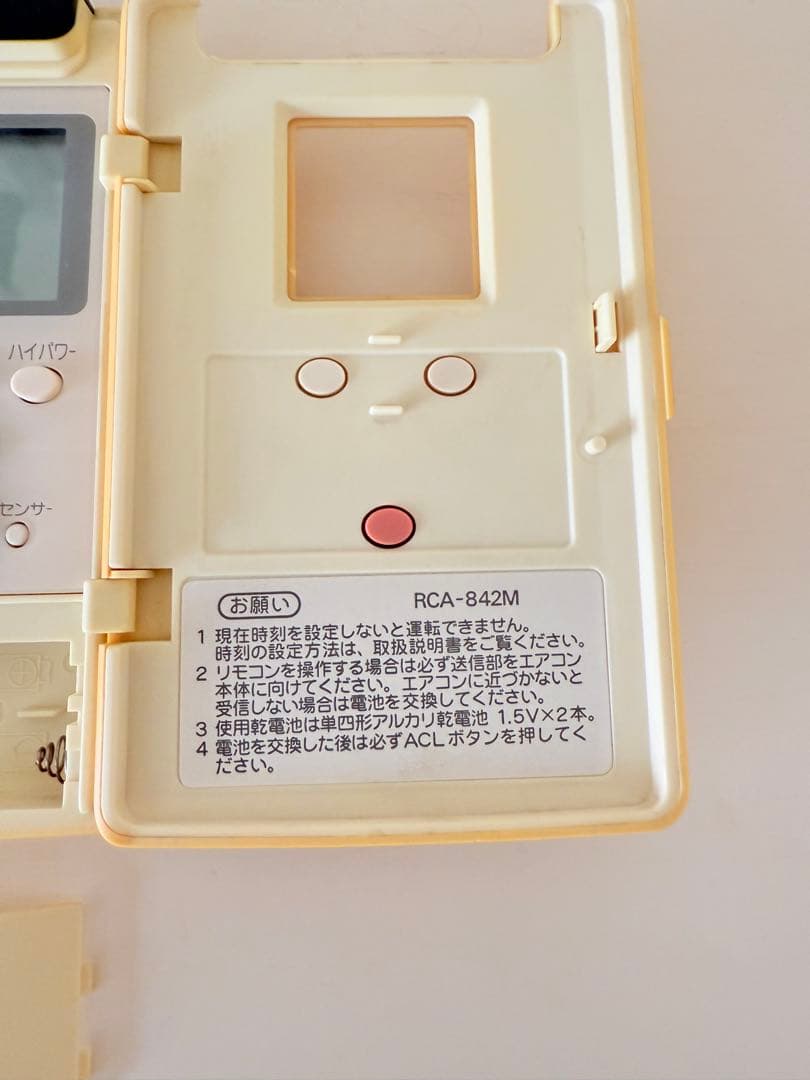 ハイパワー
センサー
お願い RCA-842M
1 現在時刻を設定しないと運転できません。
時刻の設定方法は、取扱説明書をご覧ください。
2 リモコンを操作する場合は必ず送信部をエアコン
本体に向けてください。エアコンに近づかないと
受信しない場合は電池を交換してください。
3 使用乾電池は単四形アルカリ乾電池 1.5V×2本。
4 電池を交換した後は必ずACLボタンを押してく
ださい。